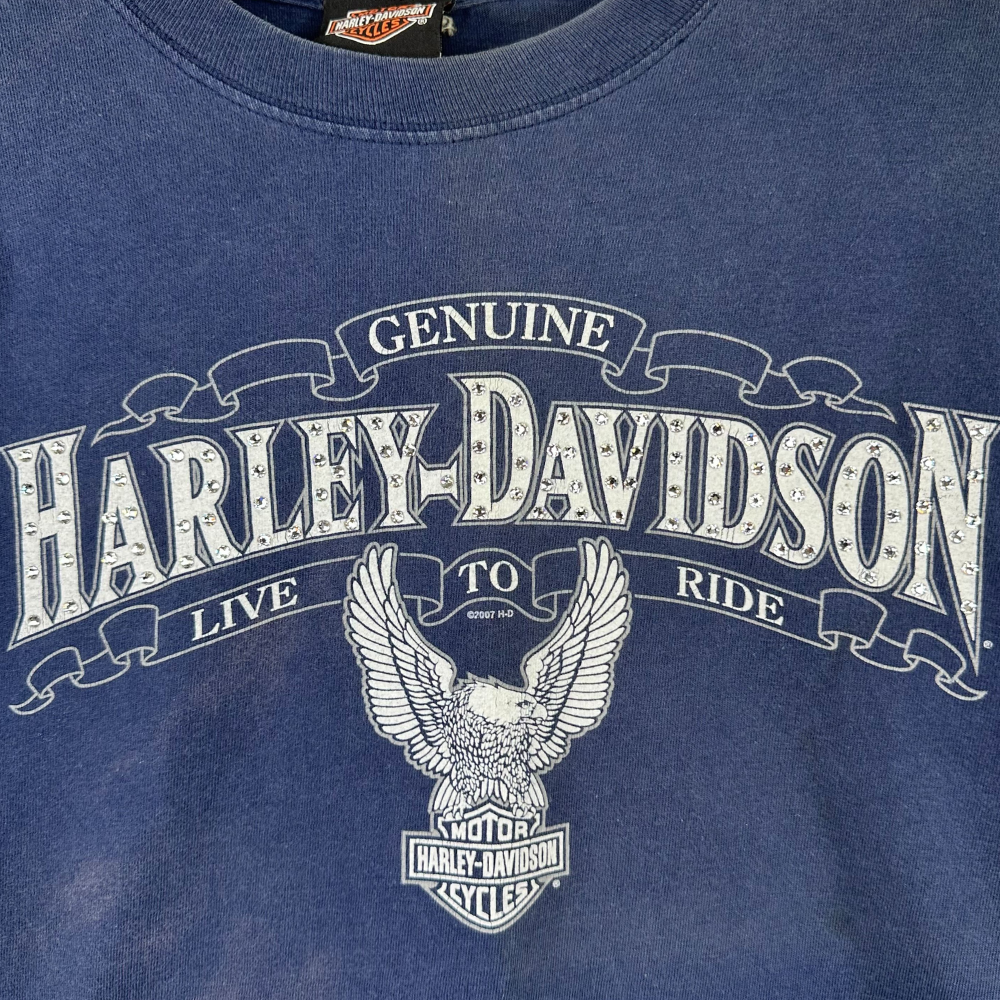 HARLEY-DAVIDSON
CYCLES
GENUINE
HARLEY-DAVIDSON
LIVE TO RIDE
©2007 H-D
®
MOTOR
HARLEY-DAVIDSON
CYCLES
®